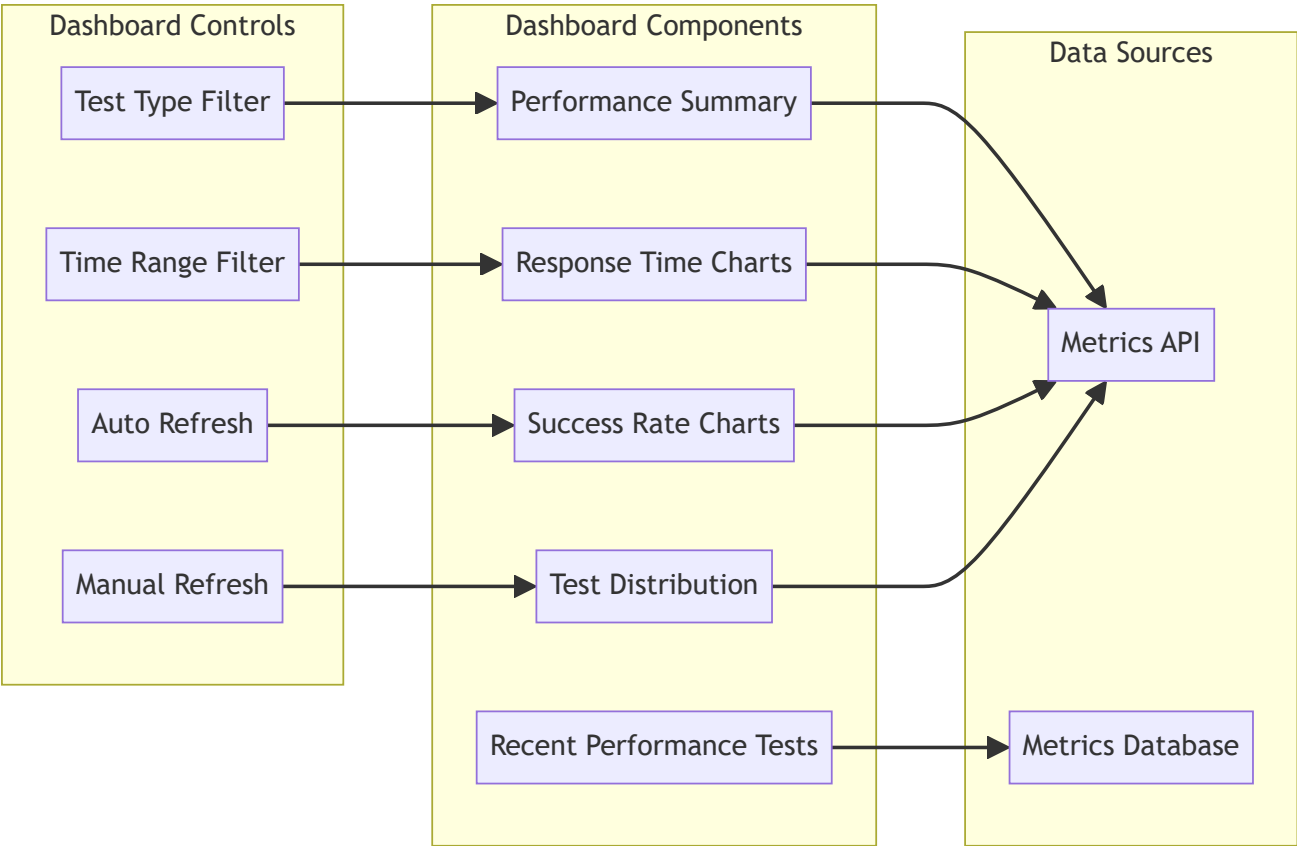 Dashboard Controls
Test Type Filter
Time Range Filter
Auto Refresh
Manual Refresh
Dashboard Components
Performance Summary
Response Time Charts
Success Rate Charts
Test Distribution
Recent Performance Tests
Data Sources
Metrics API
Metrics Database